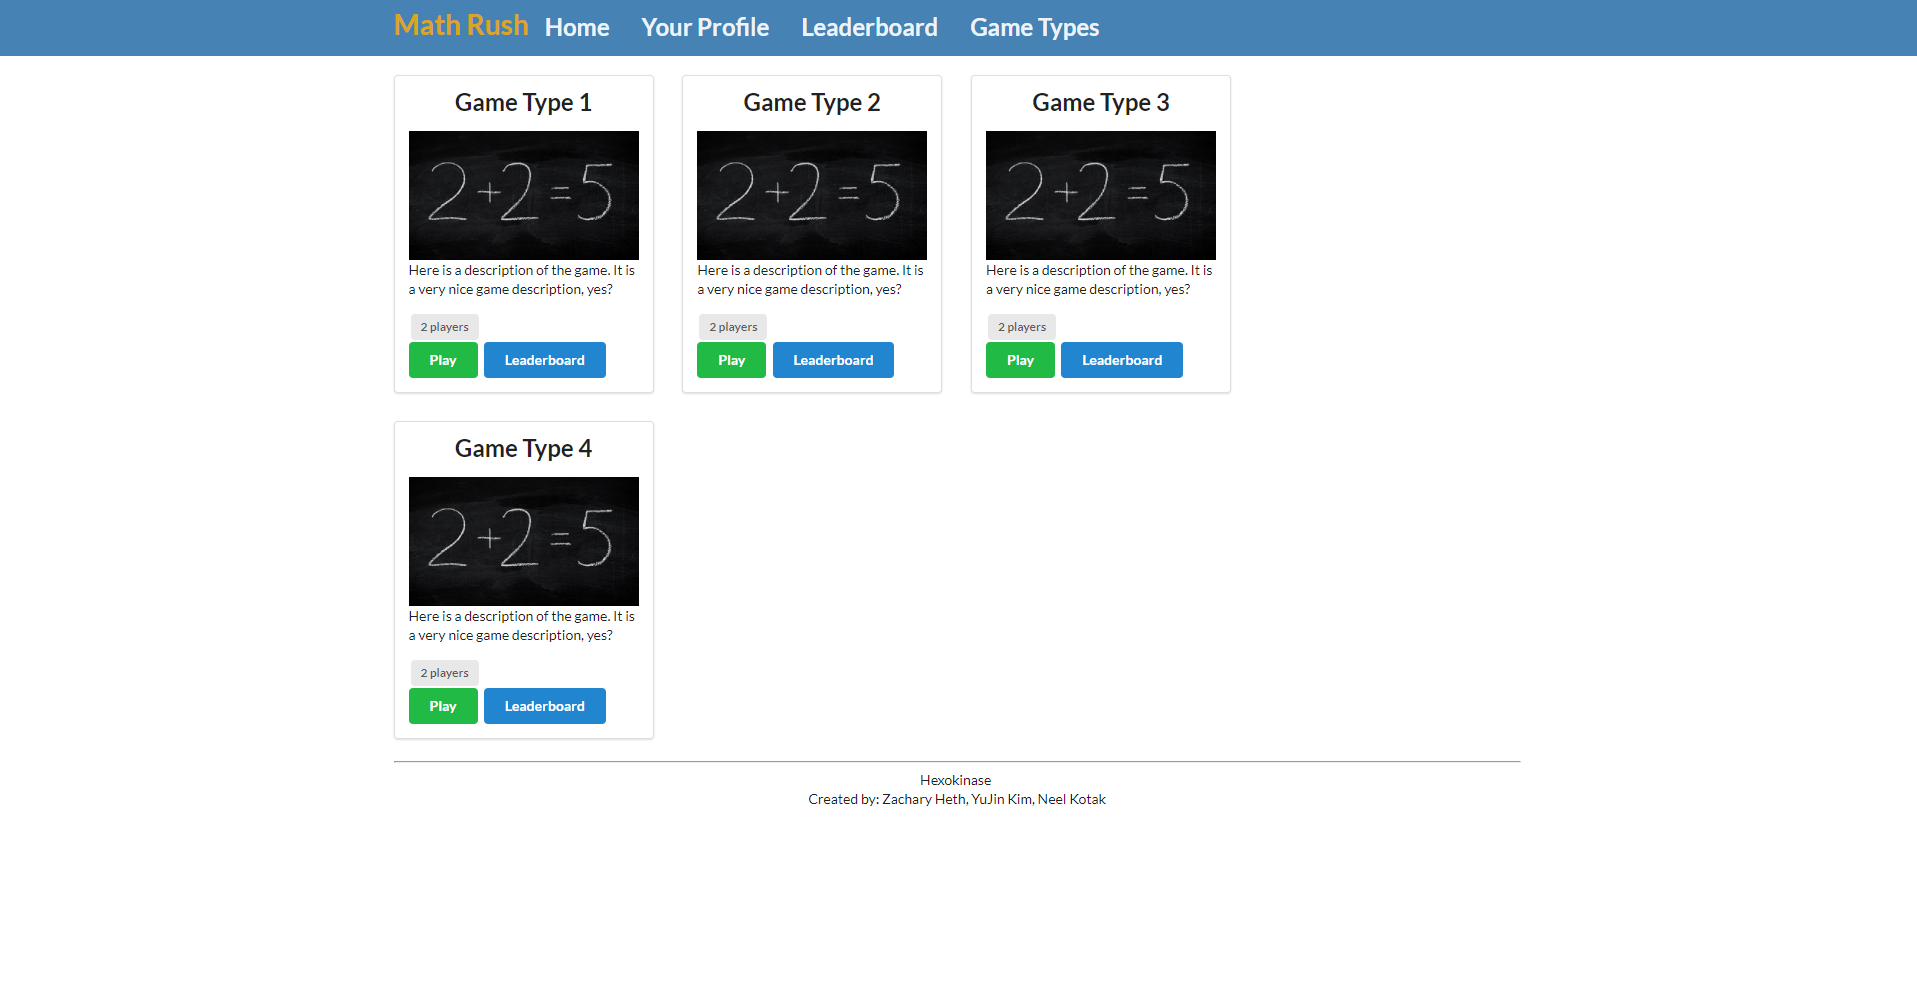 Math Rush Home Your Profile Leaderboard Game Types
Game Type 1
2+2=5
Here is a description of the game. It is
a very nice game description, yes?
2 players
Play Leaderboard
Game Type 2
2+2=5
Here is a description of the game. It is
a very nice game description, yes?
2 players
Play Leaderboard
Game Type 3
2+2=5
Here is a description of the game. It is
a very nice game description, yes?
2 players
Play Leaderboard
Game Type 4
2+2=5
Here is a description of the game. It is
a very nice game description, yes?
2 players
Play Leaderboard
Hexokinase
Created by: Zachary Heth, YuJin Kim, Neel Kotak